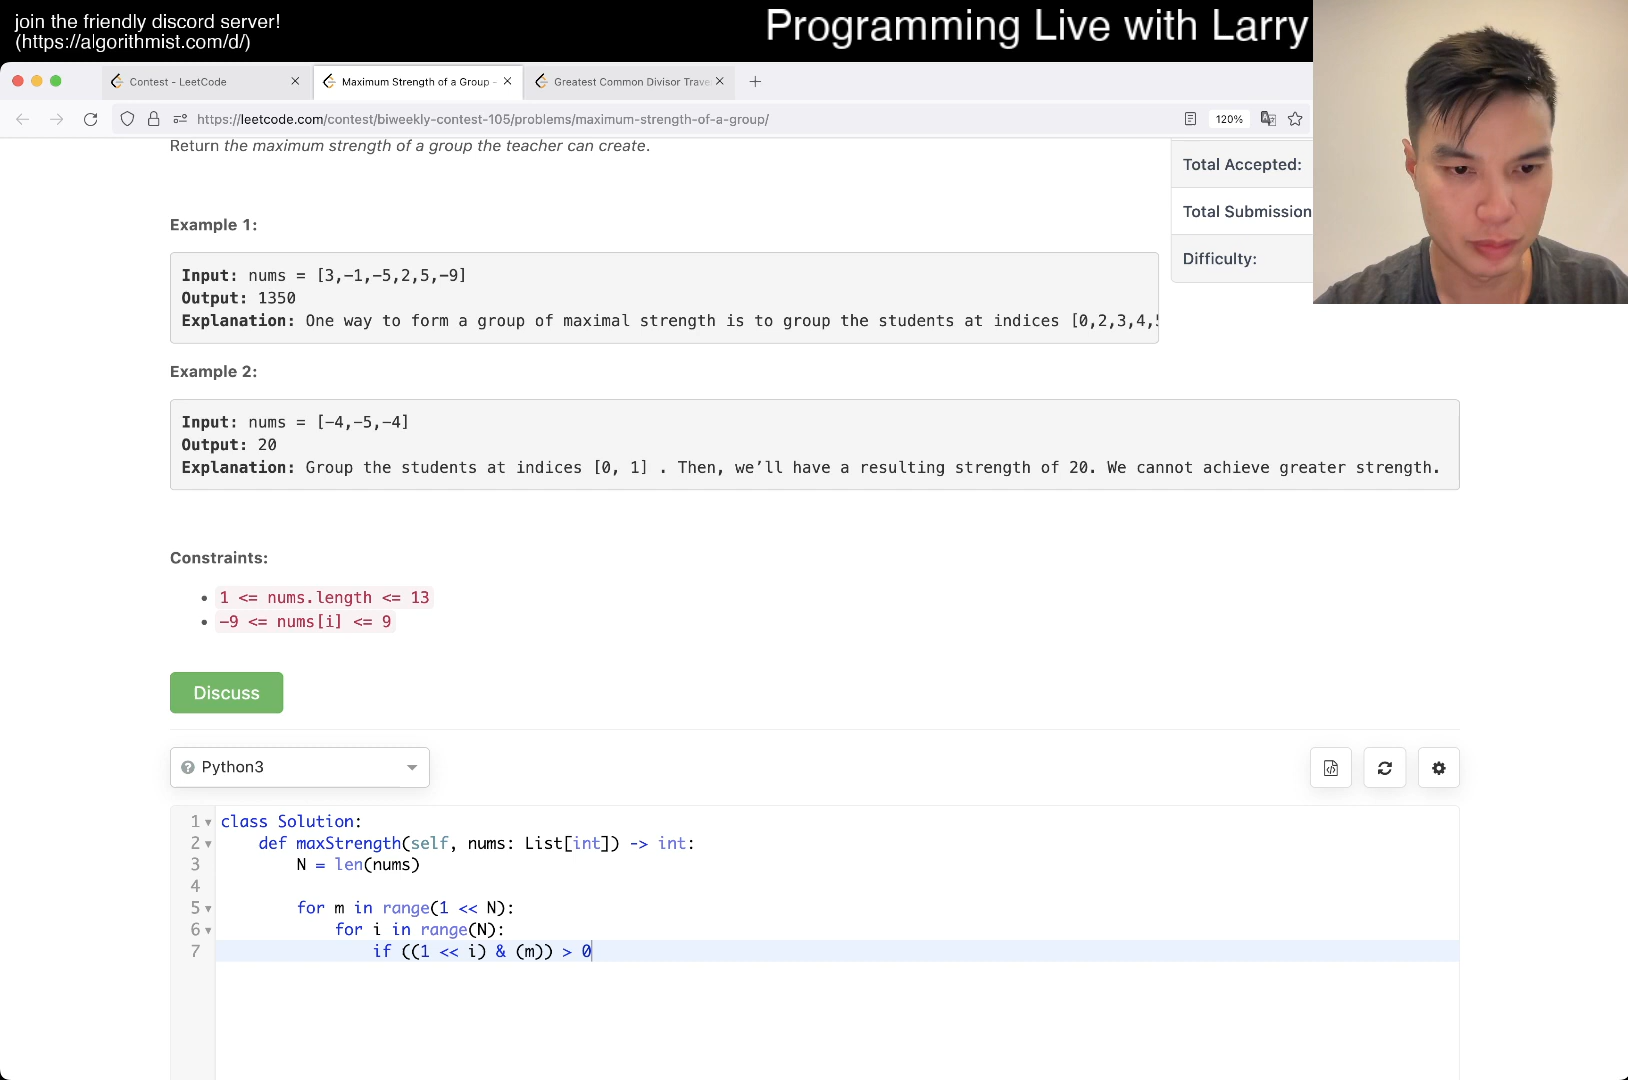 join the friendly discord server!
(https://algorithmist.com/d/)
Programming Live with Larry
Contest - LeetCode
Maximum Strength of a Group -
Greatest Common Divisor Trave
https://leetcode.com/contest/biweekly-contest-105/problems/maximum-strength-of-a-group/
120%
Return the maximum strength of a group the teacher can create.
Total Accepted:
Total Submission
Difficulty:
Example 1:
Input: nums = [3,-1,-5,2,5,-9]
Output: 1350
Explanation: One way to form a group of maximal strength is to group the students at indices [0,2,3,4,5
Example 2:
Input: nums = [-4,-5,-4]
Output: 20
Explanation: Group the students at indices [0, 1] . Then, we’ll have a resulting strength of 20. We cannot achieve greater strength.
Constraints:
• 1 <= nums.length <= 13
• -9 <= nums[i] <= 9
Discuss
Python3
1 class Solution:
2     def maxStrength(self, nums: List[int]) -> int:
3         N = len(nums)
4
5         for m in range(1 << N):
6             for i in range(N):
7                 if ((1 << i) & (m)) > 0